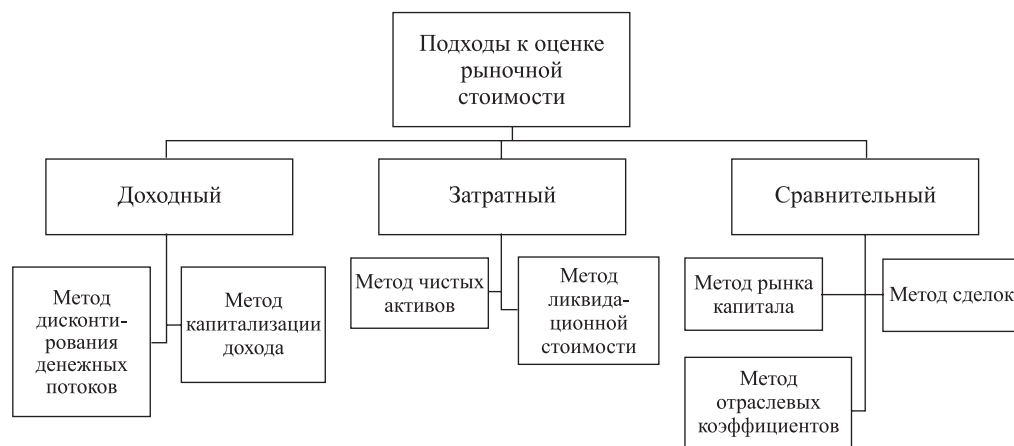 Подходы к оценке
рыночной
стоимости
Доходный
Затратный
Сравнительный
Метод
дисконти-
рования
денежных
потоков
Метод
капитализации
дохода
Метод чистых
активов
Метод
ликвида-
ционной
стоимости
Метод рынка
капитала
Метод сделок
Метод
отраслевых
коэффициентов